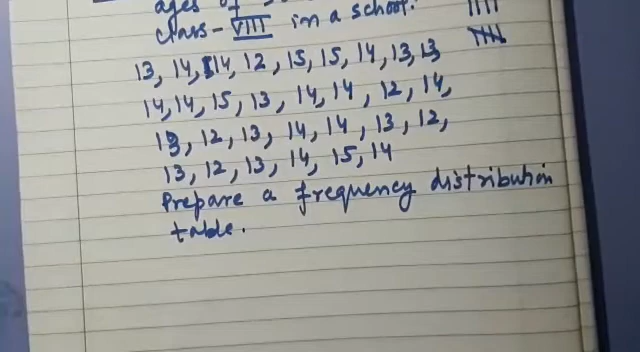 ages of
class-VIII in a school.
13, 14, 14, 12, 15, 15, 14, 13, 13
14, 14, 15, 13, 14, 14, 12, 14,
13, 12, 13, 14, 14, 13, 12,
13, 12, 13, 14, 15, 14
Prepare a frequency distribution
table.